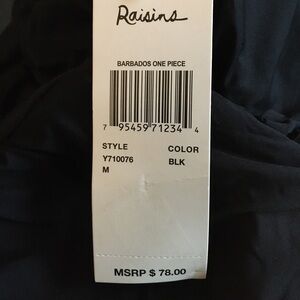 Raisins
BARBADOS ONE PIECE
7 95459 71234 4
STYLE COLOR
Y710076 BLK
M
MSRP $ 78.00